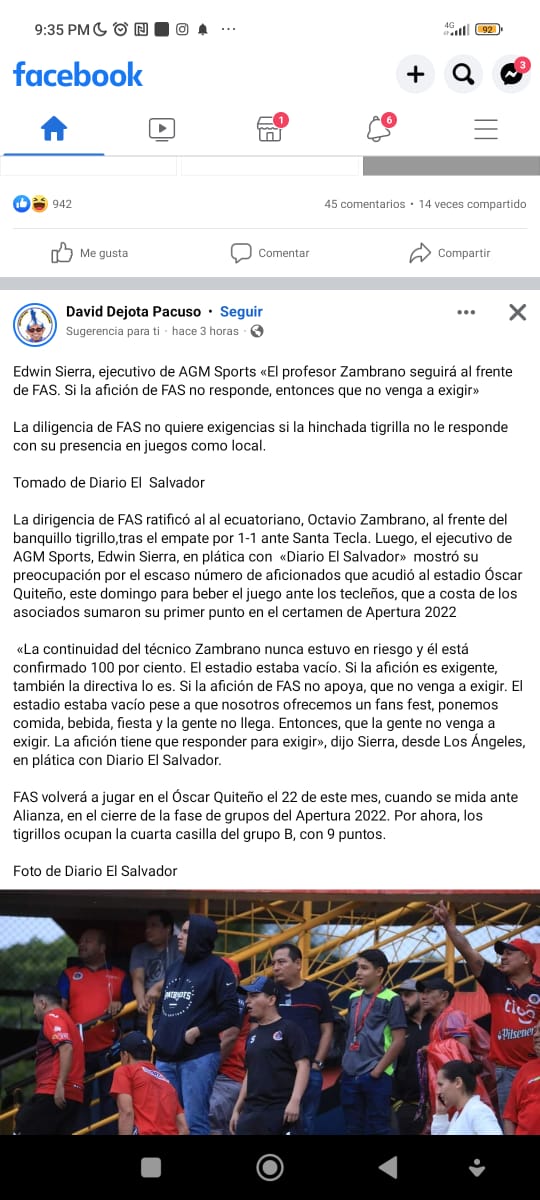 9:35 PM
4G
92
facebook
3
1
6
942
45 comentarios • 14 veces compartido
Me gusta
Comentar
Compartir
David Dejota Pacuso • Seguir
Sugerencia para ti · hace 3 horas ·
Edwin Sierra, ejecutivo de AGM Sports «El profesor Zambrano seguirá al frente
de FAS. Si la afición de FAS no responde, entonces que no venga a exigir»
La diligencia de FAS no quiere exigencias si la hinchada tigrilla no le responde
con su presencia en juegos como local.
Tomado de Diario El Salvador
La dirigencia de FAS ratificó al al ecuatoriano, Octavio Zambrano, al frente del
banquillo tigrillo,tras el empate por 1-1 ante Santa Tecla. Luego, el ejecutivo de
AGM Sports, Edwin Sierra, en plática con «Diario El Salvador» mostró su
preocupación por el escaso número de aficionados que acudió al estadio Óscar
Quiteño, este domingo para beber el juego ante los tecleños, que a costa de los
asociados sumaron su primer punto en el certamen de Apertura 2022
«La continuidad del técnico Zambrano nunca estuvo en riesgo y él está
confirmado 100 por ciento. El estadio estaba vacío. Si la afición es exigente,
también la directiva lo es. Si la afición de FAS no apoya, que no venga a exigir. El
estadio estaba vacío pese a que nosotros ofrecemos un fans fest, ponemos
comida, bebida, fiesta y la gente no llega. Entonces, que la gente no venga a
exigir. La afición tiene que responder para exigir», dijo Sierra, desde Los Ángeles,
en plática con Diario El Salvador.
FAS volverá a jugar en el Óscar Quiteño el 22 de este mes, cuando se mida ante
Alianza, en el cierre de la fase de grupos del Apertura 2022. Por ahora, los
tigrillos ocupan la cuarta casilla del grupo B, con 9 puntos.
Foto de Diario El Salvador
PATRIOTS
tigo
Pilsener